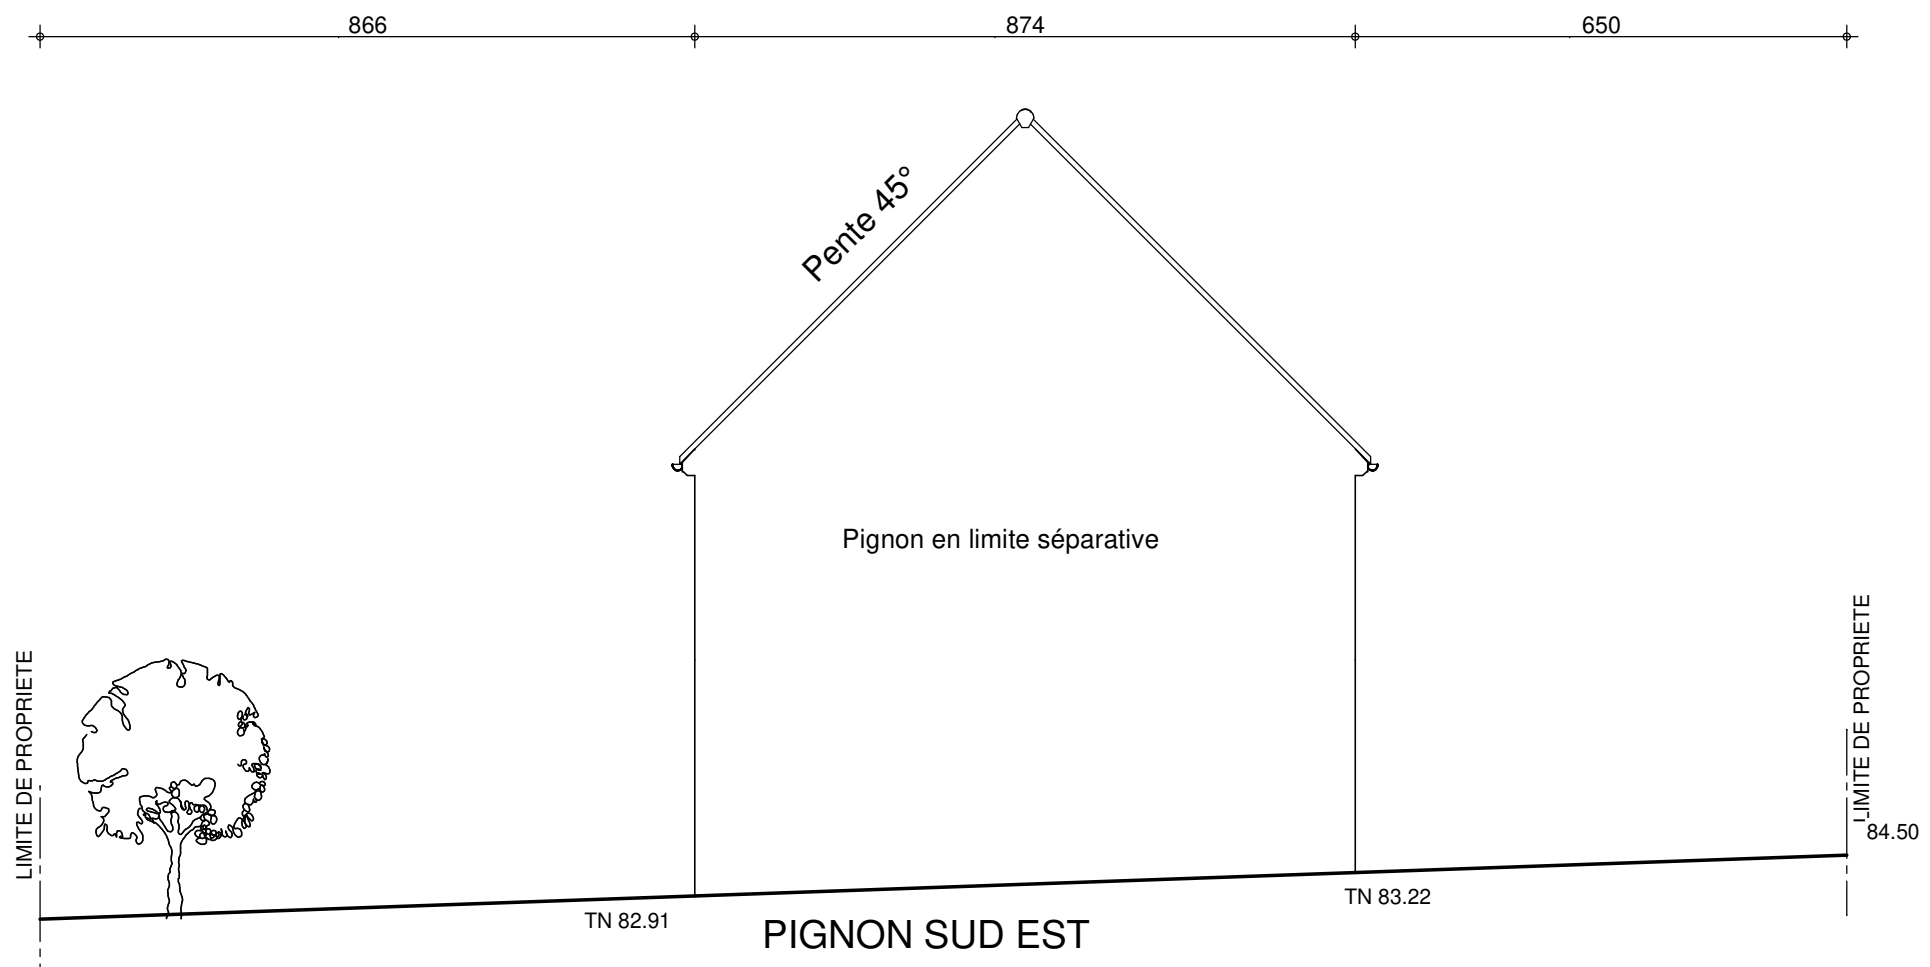 866
874
650
Pente 45°
Pignon en limite séparative
LIMITE DE PROPRIETE
LIMITE DE PROPRIETE
84.50
TN 82.91
TN 83.22
PIGNON SUD EST